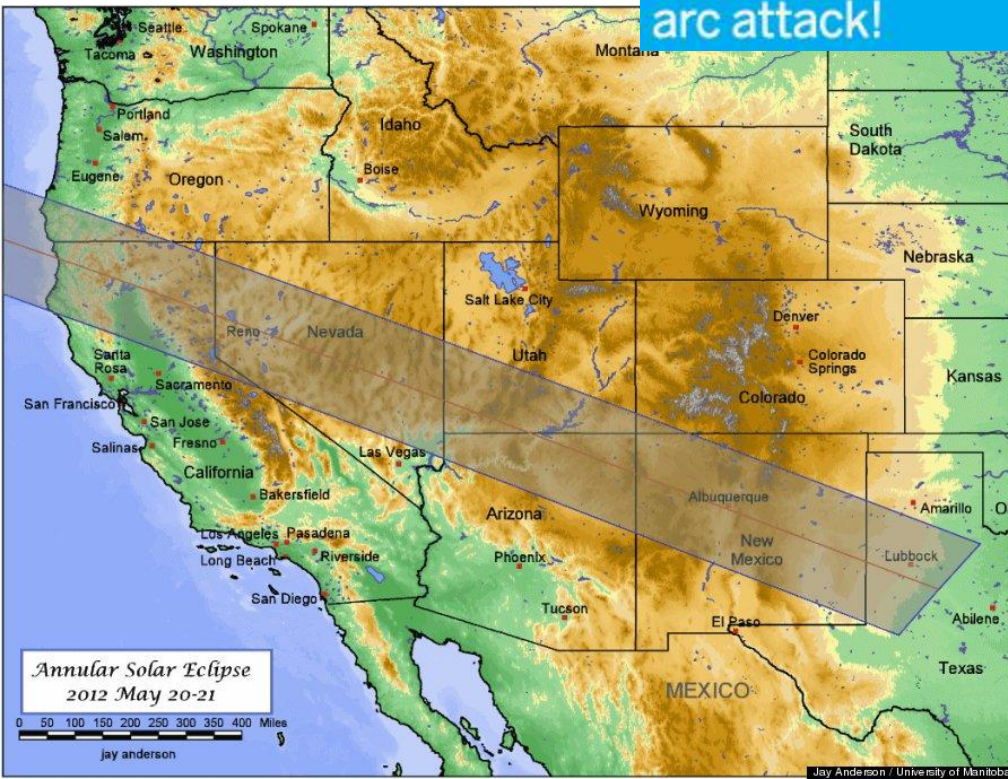 arc attack!
Seattle
Spokane
Tacoma
Washington
Montana
Portland
Salem
Idaho
South
Dakota
Eugene
Oregon
Boise
Wyoming
Nebraska
Salt Lake City
Denver
Reno
Nevada
Utah
Colorado
Springs
Santa
Rosa
Sacramento
Kansas
Colorado
San Francisco
San Jose
Salinas
Fresno
Las Vegas
California
Bakersfield
Albuquerque
Amarillo
O
Arizona
Los Angeles
Pasadena
New
Mexico
Long Beach
Riverside
Phoenix
Lubbock
San Diego
Tucson
El Paso
Abilene
Texas
MEXICO
Annular Solar Eclipse
2012 May 20-21
0 50 100 150 200 250 300 350 400 Miles
jay anderson
Jay Anderson / University of Manitoba